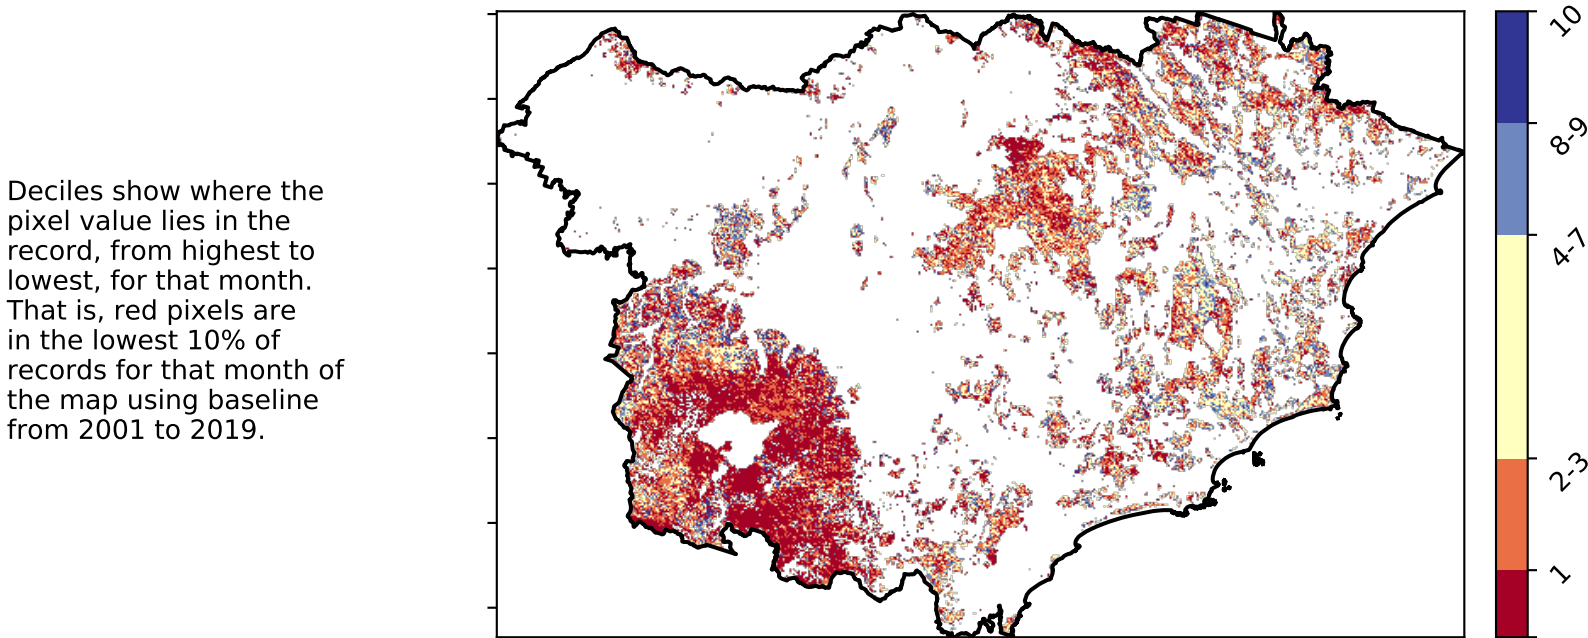 Deciles show where the
pixel value lies in the
record, from highest to
lowest, for that month.
That is, red pixels are
in the lowest 10% of
records for that month of
the map using baseline
from 2001 to 2019.
10
8-9
4-7
2-3
1